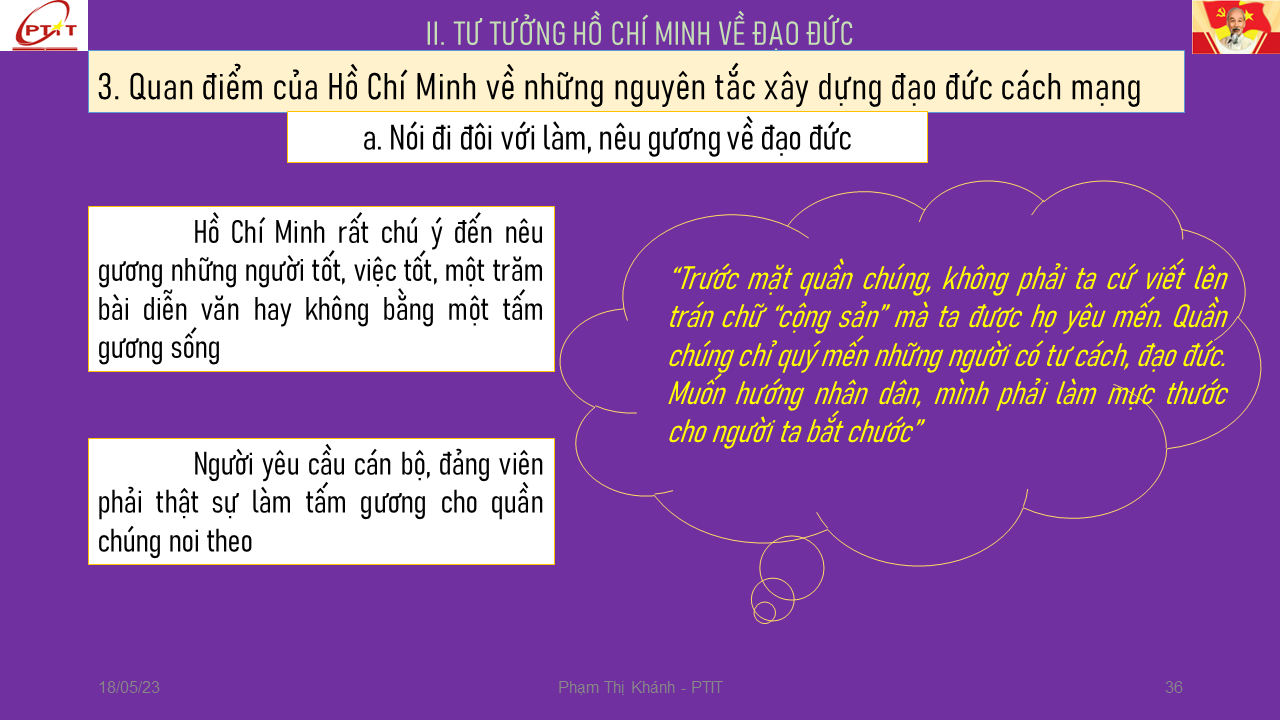 PTIT
II. TƯ TƯỞNG HỒ CHÍ MINH VỀ ĐẠO ĐỨC
3. Quan điểm của Hồ Chí Minh về những nguyên tắc xây dựng đạo đức cách mạng
a. Nói đi đôi với làm, nêu gương về đạo đức
Hồ Chí Minh rất chú ý đến nêu
gương những người tốt, việc tốt, một trăm
bài diễn văn hay không bằng một tấm
gương sống
Người yêu cầu cán bộ, đảng viên
phải thật sự làm tấm gương cho quần
chúng noi theo
“Trước mặt quần chúng, không phải ta cứ viết lên
trán chữ “cộng sản” mà ta được họ yêu mến. Quần
chúng chỉ quý mến những người có tư cách, đạo đức.
Muốn hướng nhân dân, mình phải làm mực thước
cho người ta bắt chước”
18/05/23
Phạm Thị Khánh - PTIT
36